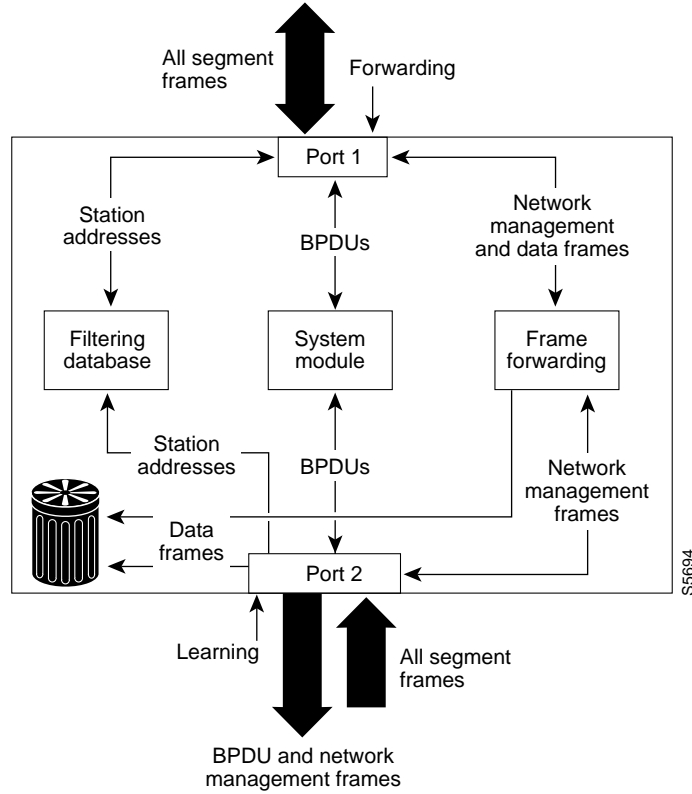 All segment
frames
Forwarding
Port 1
Station
addresses
BPDUs
Network
management
and data frames
Filtering
database
System
module
Frame
forwarding
Station
addresses
BPDUs
Network
management
frames
Data
frames
Port 2
S5694
Learning
All segment
frames
BPDU and network
management frames